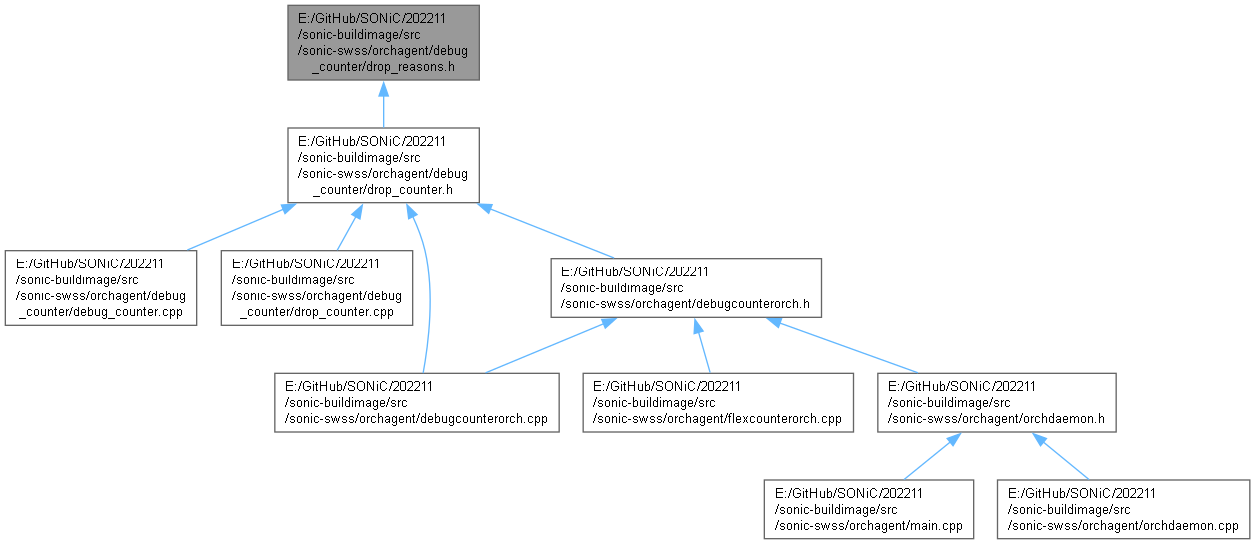 E:/GitHub/SONiC/202211
/sonic-buildimage/src
/sonic-swss/orchagent/debug
_counter/drop_reasons.h
E:/GitHub/SONiC/202211
/sonic-buildimage/src
/sonic-swss/orchagent/debug
_counter/drop_counter.h
E:/GitHub/SONiC/202211
/sonic-buildimage/src
/sonic-swss/orchagent/debug
_counter/debug_counter.cpp
E:/GitHub/SONiC/202211
/sonic-buildimage/src
/sonic-swss/orchagent/debug
_counter/drop_counter.cpp
E:/GitHub/SONiC/202211
/sonic-buildimage/src
/sonic-swss/orchagent/debugcounterorch.h
E:/GitHub/SONiC/202211
/sonic-buildimage/src
/sonic-swss/orchagent/debugcounterorch.cpp
E:/GitHub/SONiC/202211
/sonic-buildimage/src
/sonic-swss/orchagent/flexcounterorch.cpp
E:/GitHub/SONiC/202211
/sonic-buildimage/src
/sonic-swss/orchagent/orchdaemon.h
E:/GitHub/SONiC/202211
/sonic-buildimage/src
/sonic-swss/orchagent/main.cpp
E:/GitHub/SONiC/202211
/sonic-buildimage/src
/sonic-swss/orchagent/orchdaemon.cpp